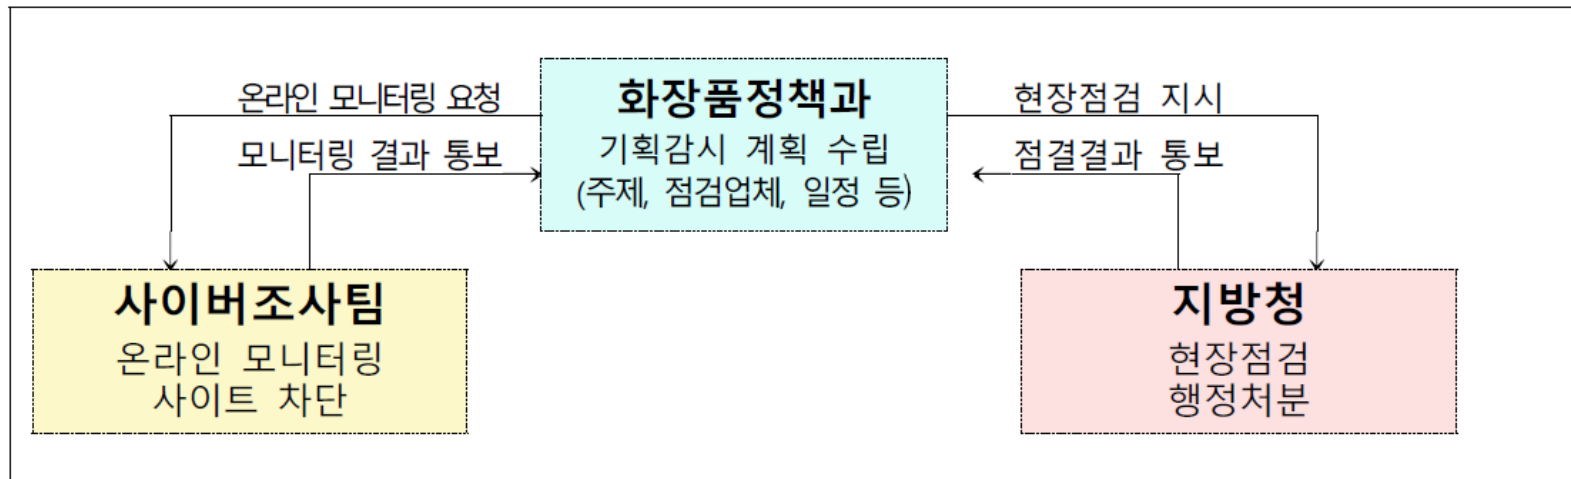 온라인 모니터링 요청
모니터링 결과 통보
화장품정책과
기획감시 계획 수립
(주제, 점검업체, 일정 등)
현장점검 지시
점결결과 통보
사이버조사팀
온라인 모니터링
사이트 차단
지방청
현장점검
행정처분